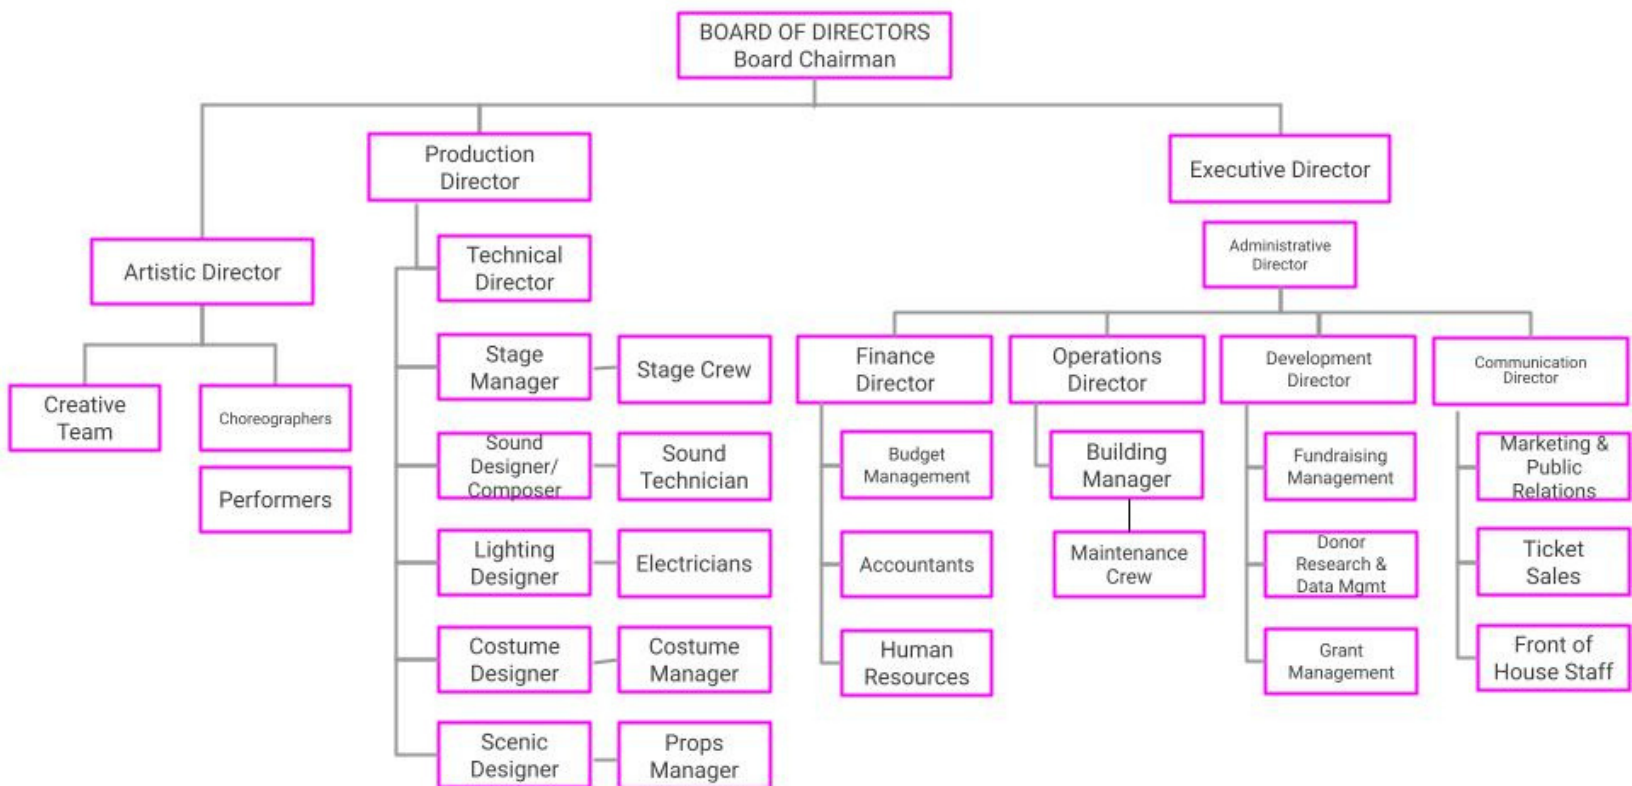 BOARD OF DIRECTORS
Board Chairman
Production
Director
Executive Director
Artistic Director
Technical
Director
Administrative
Director
Creative
Team
Choreographers
Performers
Stage
Manager
Stage Crew
Sound
Designer/
Composer
Sound
Technician
Lighting
Designer
Electricians
Costume
Designer
Costume
Manager
Scenic
Designer
Props
Manager
Finance
Director
Budget
Management
Accountants
Human
Resources
Operations
Director
Building
Manager
Maintenance
Crew
Development
Director
Fundraising
Management
Donor
Research &
Data Mgmt
Grant
Management
Communication
Director
Marketing &
Public
Relations
Ticket
Sales
Front of
House Staff